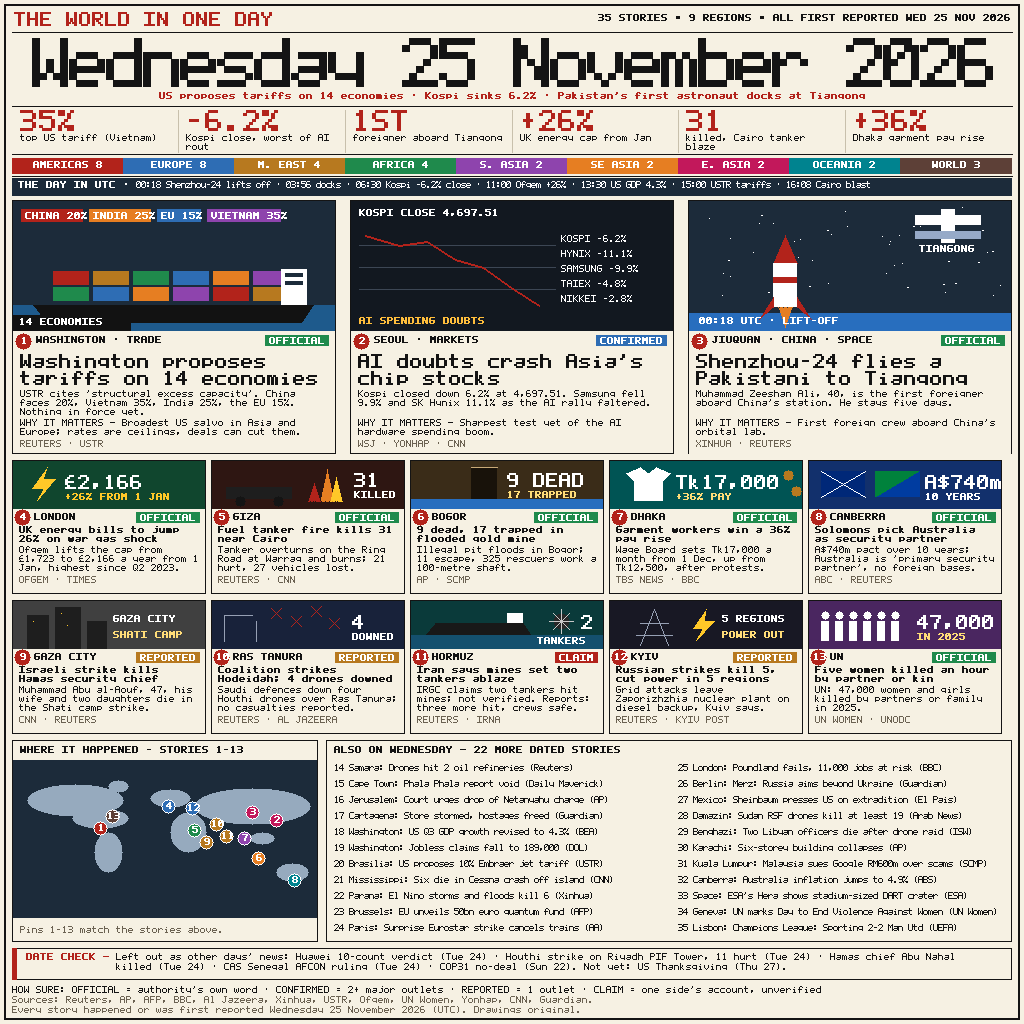 THE WORLD IN ONE DAY
35 STORIES • 9 REGIONS • ALL FIRST REPORTED WED 25 NOV 2026
Wednesday 25 November 2026
US proposes tariffs on 14 economies · Kospi sinks 6.2% · Pakistan's first astronaut docks at Tiangong
35%
top US tariff (Vietnam)
-6.2%
Kospi close, worst of AI
rout
1ST
foreigner aboard Tiangong
+26%
UK energy cap from Jan
31
killed, Cairo tanker
blaze
+36%
Dhaka garment pay rise
AMERICAS 8
EUROPE 8
M. EAST 4
AFRICA 4
S. ASIA 2
SE ASIA 2
E. ASIA 2
OCEANIA 2
WORLD 3
THE DAY IN UTC · 00:18 Shenzhou-24 lifts off · 03:56 docks · 06:30 Kospi -6.2% close · 11:00 Ofgem +26% · 13:30 US GDP 4.3% · 15:00 USTR tariffs · 16:08 Cairo blast
CHINA 20% INDIA 25% EU 15% VIETNAM 35%
14 ECONOMIES
1 WASHINGTON · TRADE
OFFICIAL
Washington proposes
tariffs on 14 economies
USTR cites 'structural excess capacity'. China
faces 20%, Vietnam 35%, India 25%, the EU 15%.
Nothing in force yet.
WHY IT MATTERS – Broadest US salvo in Asia and
Europe; rates are ceilings, deals can cut them.
REUTERS · USTR
KOSPI CLOSE 4,697.51
KOSPI -6.2%
HYNIX -11.1%
SAMSUNG -9.9%
TAIEX -4.8%
NIKKEI -2.8%
AI SPENDING DOUBTS
2 SEOUL · MARKETS
CONFIRMED
AI doubts crash Asia's
chip stocks
Kospi closed down 6.2% at 4,697.51. Samsung fell
9.9% and SK Hynix 11.1% as the AI rally faltered.
WHY IT MATTERS – Sharpest test yet of the AI
hardware spending boom.
WSJ · YONHAP · CNN
TIANGONG
00:18 UTC · LIFT-OFF
3 JIUQUAN · CHINA · SPACE
OFFICIAL
Shenzhou-24 flies a
Pakistani to Tiangong
Muhammad Zeeshan Ali, 40, is the first foreigner
aboard China's station. He stays five days.
WHY IT MATTERS – First foreign crew aboard China's
orbital lab.
XINHUA · REUTERS
£2,166
+26% FROM 1 JAN
4 LONDON
OFFICIAL
UK energy bills to jump
26% on war gas shock
Ofgem lifts the cap from
£1,723 to £2,166 a year from 1
Jan, highest since Q2 2023.
OFGEM · TIMES
31
KILLED
5 GIZA
OFFICIAL
Fuel tanker fire kills 31
near Cairo
Tanker overturns on the Ring
Road at Warraq and burns; 21
hurt, 27 vehicles lost.
REUTERS · CNN
9 DEAD
17 TRAPPED
6 BOGOR
OFFICIAL
9 dead, 17 trapped in
flooded gold mine
Illegal pit floods in Bogor;
11 escape, 325 rescuers work a
100-metre shaft.
AP · SCMP
Tk17,000
+36% PAY
7 DHAKA
OFFICIAL
Garment workers win a 36%
pay rise
Wage Board sets Tk17,000 a
month from 1 Dec, up from
Tk12,500, after protests.
TBS NEWS · BBC
A$740m
10 YEARS
8 CANBERRA
OFFICIAL
Solomons pick Australia
as security partner
A$740m pact over 10 years;
Australia is 'primary security
partner', no foreign bases.
ABC · REUTERS
GAZA CITY
SHATI CAMP
9 GAZA CITY
REPORTED
Israeli strike kills
Hamas security chief
Muhammad Abu al-Aouf, 47, his
wife and two daughters die in
the Shati camp strike.
CNN · REUTERS
4
DOWNED
10 RAS TANURA
REPORTED
Coalition strikes
Hodeidah; 4 drones downed
Saudi defences down four
Houthi drones over Ras Tanura;
no casualties reported.
REUTERS · AL JAZEERA
2
TANKERS
11 HORMUZ
CLAIM
Iran says mines set two
tankers ablaze
IRGC claims two tankers hit
mines; not verified. Reports:
three more hit, crews safe.
REUTERS · IRNA
5 REGIONS
POWER OUT
12 KYIV
REPORTED
Russian strikes kill 5,
cut power in 5 regions
Grid attacks leave
Zaporizhzhia nuclear plant on
diesel backup, Kyiv says.
REUTERS · KYIV POST
47,000
IN 2025
13 UN
OFFICIAL
Five women killed an hour
by partner or kin
UN: 47,000 women and girls
killed by partners or family
in 2025.
UN WOMEN · UNODC
WHERE IT HAPPENED – STORIES 1-13
1
2
3
4
5
6
7
8
9
10
11
12
13
Pins 1-13 match the stories above.
ALSO ON WEDNESDAY – 22 MORE DATED STORIES
14 Samara: Drones hit 2 oil refineries (Reuters)
15 Cape Town: Phala Phala report void (Daily Maverick)
16 Jerusalem: Court urges drop of Netanyahu charge (AP)
17 Cartagena: Store stormed, hostages freed (Guardian)
18 Washington: US Q3 GDP growth revised to 4.3% (BEA)
19 Washington: Jobless claims fall to 189,000 (DOL)
20 Brasilia: US proposes 10% Embraer jet tariff (USTR)
21 Mississippi: Six die in Cessna crash off island (CNN)
22 Parana: El Nino storms and floods kill 6 (Xinhua)
23 Brussels: EU unveils 50bn euro quantum fund (AFP)
24 Paris: Surprise Eurostar strike cancels trains (AA)
25 London: Poundland fails, 11,000 jobs at risk (BBC)
26 Berlin: Merz: Russia aims beyond Ukraine (Guardian)
27 Mexico: Sheinbaum presses US on extradition (El Pais)
28 Damazin: Sudan RSF drones kill at least 19 (Arab News)
29 Benghazi: Two Libyan officers die after drone raid (ISW)
30 Karachi: Six-storey building collapses (AP)
31 Kuala Lumpur: Malaysia sues Google RM600m over scams (SCMP)
32 Canberra: Australia inflation jumps to 4.9% (ABS)
33 Space: ESA's Hera shows stadium-sized DART crater (ESA)
34 Geneva: UN marks Day to End Violence Against Women (UN Women)
35 Lisbon: Champions League: Sporting 2-2 Man Utd (UEFA)
DATE CHECK – Left out as other days' news: Huawei 10-count verdict (Tue 24) · Houthi strike on Riyadh PIF Tower, 11 hurt (Tue 24) · Hamas chief Abu Nahal
killed (Tue 24) · CAS Senegal AFCON ruling (Tue 24) · COP31 no-deal (Sun 22). Not yet: US Thanksgiving (Thu 27).
HOW SURE: OFFICIAL = authority's own word · CONFIRMED = 2+ major outlets · REPORTED = 1 outlet · CLAIM = one side's account, unverified
Sources: Reuters, AP, AFP, BBC, Al Jazeera, Xinhua, USTR, Ofgem, UN Women, Yonhap, CNN, Guardian.
Every story happened or was first reported Wednesday 25 November 2026 (UTC). Drawings original.